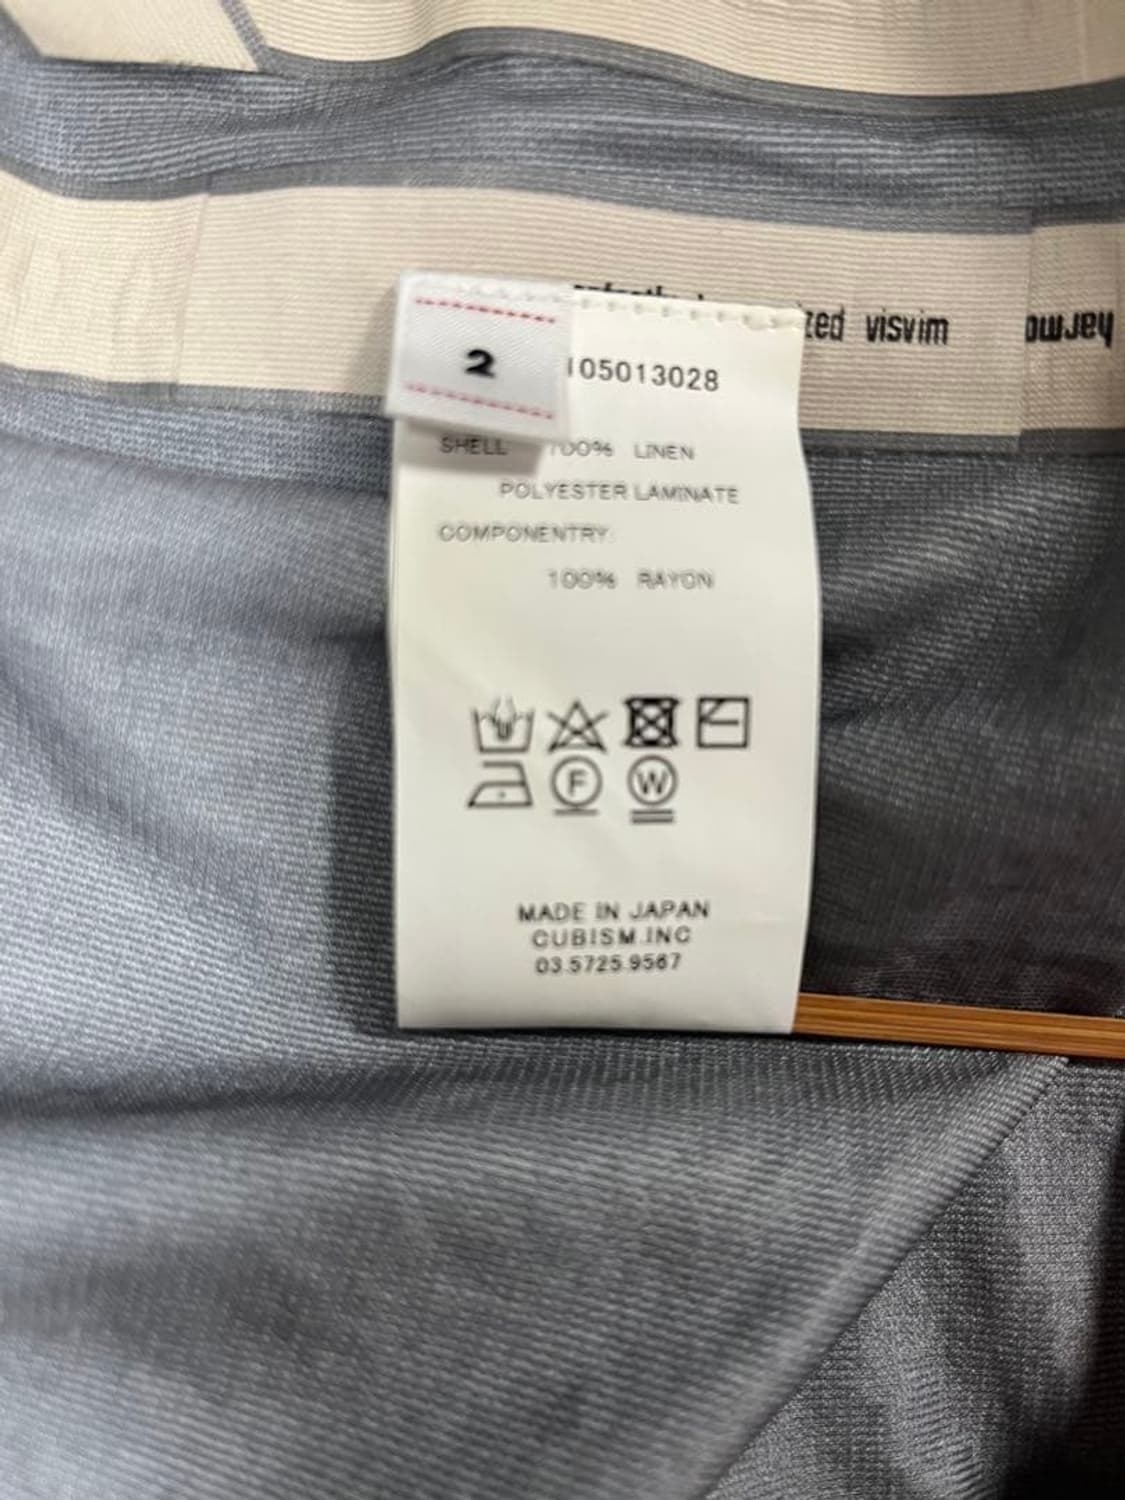 zed visvim
2
105013028
SHELL 100% LINEN
POLYESTER LAMINATE
COMPONENTRY:
100% RAYON
F W
MADE IN JAPAN
CUBISM.INC
03.5725.9567